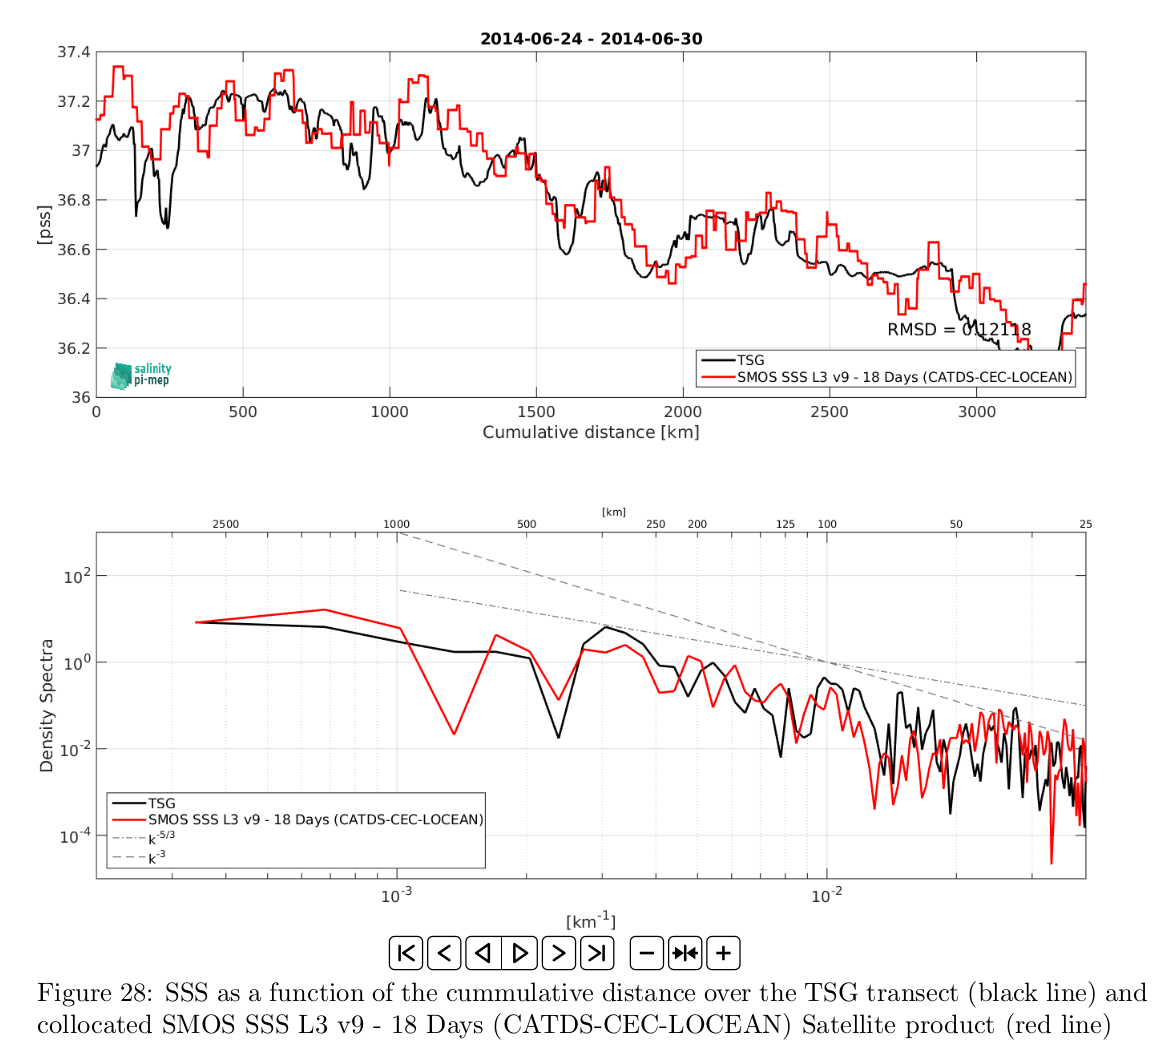 2014-06-24 - 2014-06-30
37.4
37.2
37
36.8
36.6
36.4
36.2
36
[pss]
RMSD = 0.12118
salinity
pi-mep
TSG
SMOS SSS L3 v9 - 18 Days (CATDS-CEC-LOCEAN)
0 500 1000 1500 2000 2500 3000
Cumulative distance [km]
[km]
2500 1000 500 250 200 125 100 50 25
10^2
10^0
10^-2
10^-4
Density Spectra
TSG
SMOS SSS L3 v9 - 18 Days (CATDS-CEC-LOCEAN)
k^-5/3
k^-3
10^-3 10^-2
[km^-1]
Figure 28: SSS as a function of the cummulative distance over the TSG transect (black line) and
collocated SMOS SSS L3 v9 - 18 Days (CATDS-CEC-LOCEAN) Satellite product (red line)